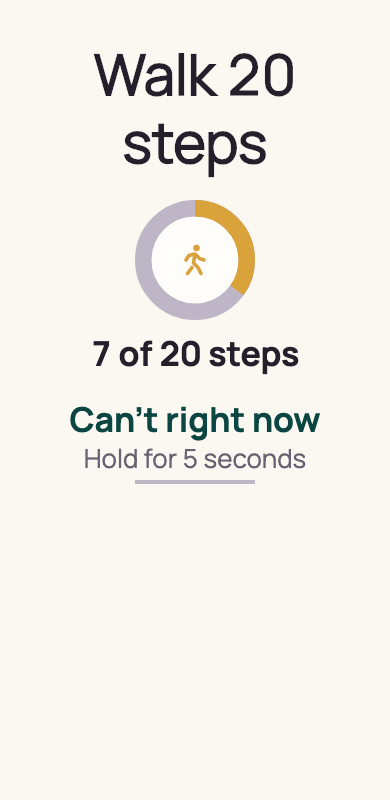 Walk 20
steps
7 of 20 steps
Can’t right now
Hold for 5 seconds